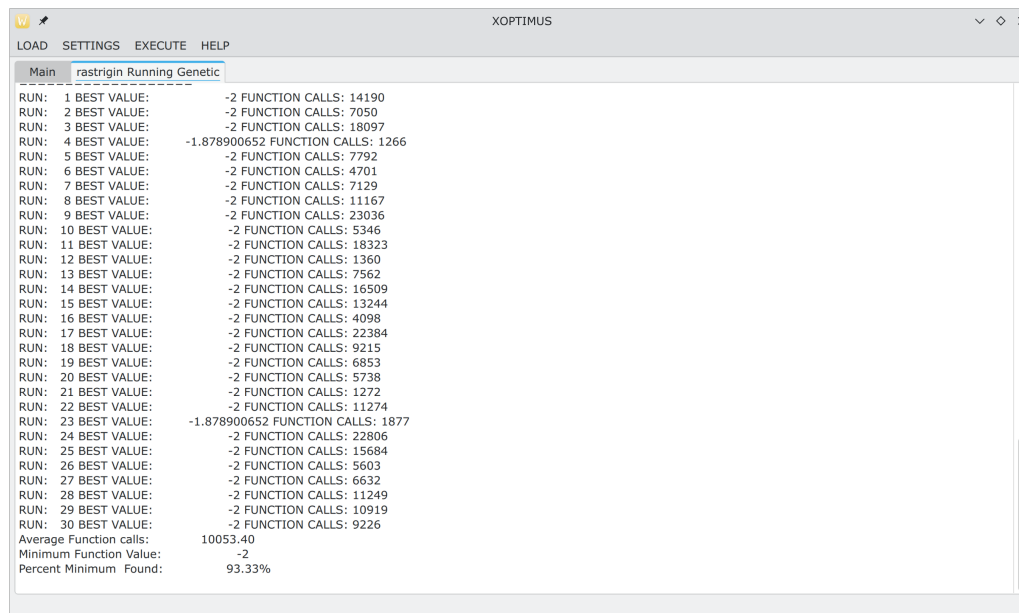 W XOPTIMUS
LOAD SETTINGS EXECUTE HELP
Main rastrigin Running Genetic
RUN: 1 BEST VALUE: -2 FUNCTION CALLS: 14190
RUN: 2 BEST VALUE: -2 FUNCTION CALLS: 7050
RUN: 3 BEST VALUE: -2 FUNCTION CALLS: 18097
RUN: 4 BEST VALUE: -1.878900652 FUNCTION CALLS: 1266
RUN: 5 BEST VALUE: -2 FUNCTION CALLS: 7792
RUN: 6 BEST VALUE: -2 FUNCTION CALLS: 4701
RUN: 7 BEST VALUE: -2 FUNCTION CALLS: 7129
RUN: 8 BEST VALUE: -2 FUNCTION CALLS: 11167
RUN: 9 BEST VALUE: -2 FUNCTION CALLS: 23036
RUN: 10 BEST VALUE: -2 FUNCTION CALLS: 5346
RUN: 11 BEST VALUE: -2 FUNCTION CALLS: 18323
RUN: 12 BEST VALUE: -2 FUNCTION CALLS: 1360
RUN: 13 BEST VALUE: -2 FUNCTION CALLS: 7562
RUN: 14 BEST VALUE: -2 FUNCTION CALLS: 16509
RUN: 15 BEST VALUE: -2 FUNCTION CALLS: 13244
RUN: 16 BEST VALUE: -2 FUNCTION CALLS: 4098
RUN: 17 BEST VALUE: -2 FUNCTION CALLS: 22384
RUN: 18 BEST VALUE: -2 FUNCTION CALLS: 9215
RUN: 19 BEST VALUE: -2 FUNCTION CALLS: 6853
RUN: 20 BEST VALUE: -2 FUNCTION CALLS: 5738
RUN: 21 BEST VALUE: -2 FUNCTION CALLS: 1272
RUN: 22 BEST VALUE: -2 FUNCTION CALLS: 11274
RUN: 23 BEST VALUE: -1.878900652 FUNCTION CALLS: 1877
RUN: 24 BEST VALUE: -2 FUNCTION CALLS: 22806
RUN: 25 BEST VALUE: -2 FUNCTION CALLS: 15684
RUN: 26 BEST VALUE: -2 FUNCTION CALLS: 5603
RUN: 27 BEST VALUE: -2 FUNCTION CALLS: 6632
RUN: 28 BEST VALUE: -2 FUNCTION CALLS: 11249
RUN: 29 BEST VALUE: -2 FUNCTION CALLS: 10919
RUN: 30 BEST VALUE: -2 FUNCTION CALLS: 9226
Average Function calls: 10053.40
Minimum Function Value: -2
Percent Minimum Found: 93.33%